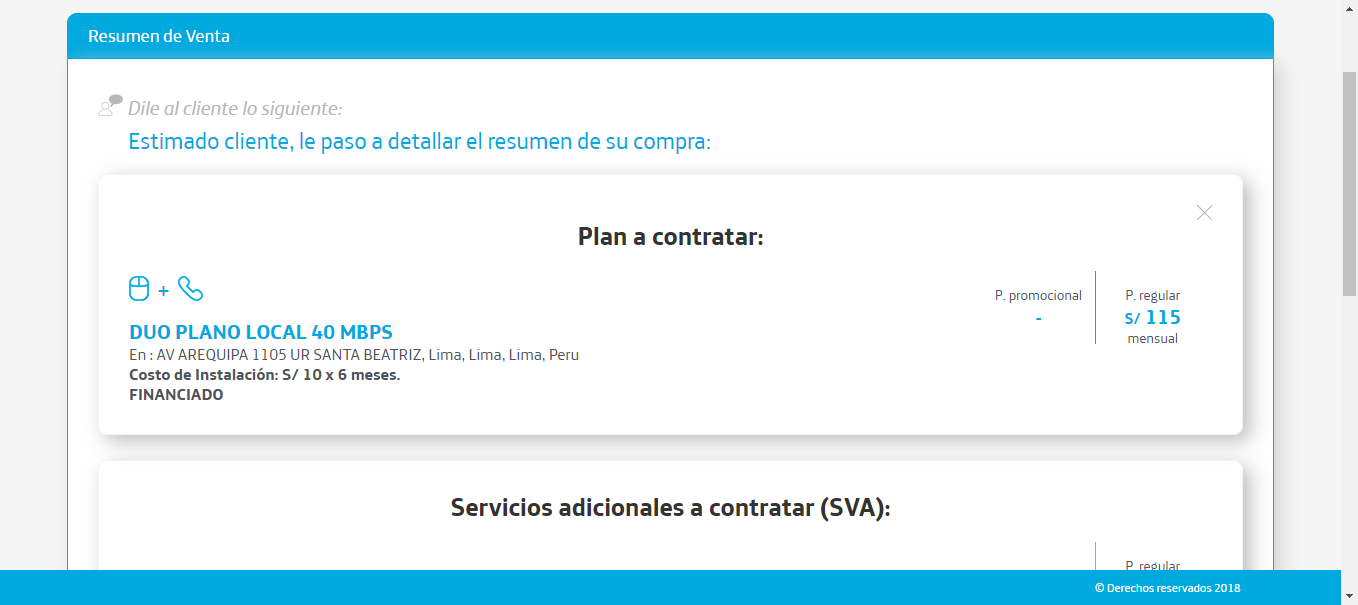 Resumen de Venta
Dile al cliente lo siguiente:
Estimado cliente, le paso a detallar el resumen de su compra:
Plan a contratar:
+
P. promocional
-
P. regular
S/ 115
mensual
DUO PLANO LOCAL 40 MBPS
En : AV AREQUIPA 1105 UR SANTA BEATRIZ, Lima, Lima, Lima, Peru
Costo de Instalación: S/ 10 x 6 meses.
FINANCIADO
Servicios adicionales a contratar (SVA):
P. regular
© Derechos reservados 2018